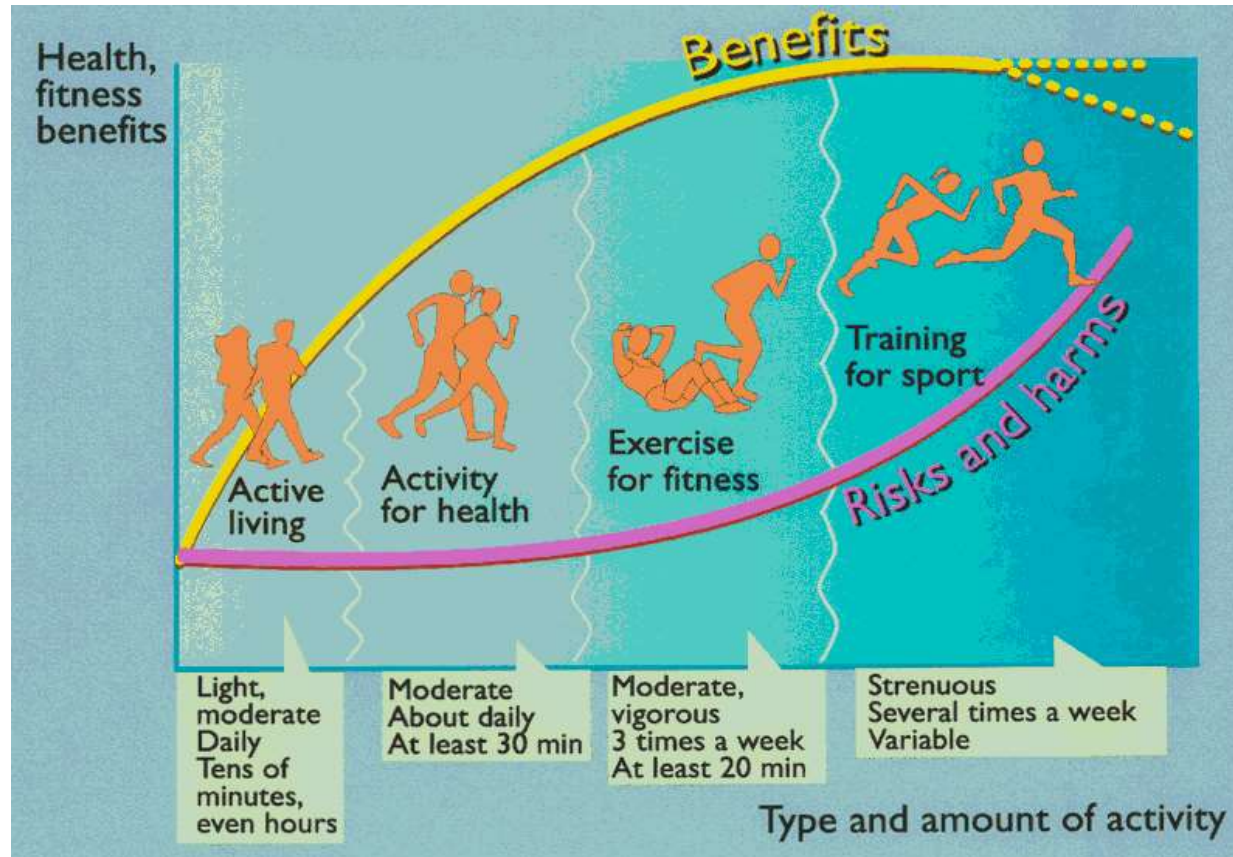 Health,
fitness
benefits
Benefits
Active
living
Activity
for health
Exercise
for fitness
Training
for sport
Risks and harms
Light,
moderate
Daily
Tens of
minutes,
even hours
Moderate
About daily
At least 30 min
Moderate,
vigorous
3 times a week
At least 20 min
Strenuous
Several times a week
Variable
Type and amount of activity